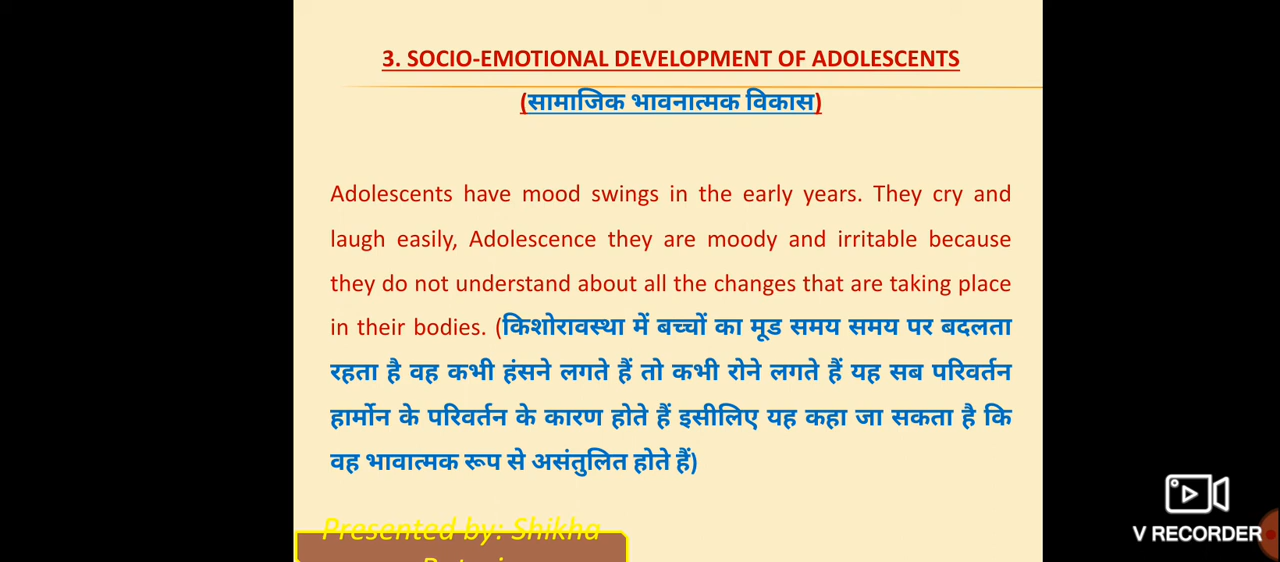 3. SOCIO-EMOTIONAL DEVELOPMENT OF ADOLESCENTS
(सामाजिक भावनात्मक विकास)
Adolescents have mood swings in the early years. They cry and
laugh easily, Adolescence they are moody and irritable because
they do not understand about all the changes that are taking place
in their bodies. (किशोरावस्था में बच्चों का मूड समय समय पर बदलता
रहता है वह कभी हंसने लगते हैं तो कभी रोने लगते हैं यह सब परिवर्तन
हार्मोन के परिवर्तन के कारण होते हैं इसीलिए यह कहा जा सकता है कि
वह भावात्मक रूप से असंतुलित होते हैं)
Presented by: Shikha
V RECORDER